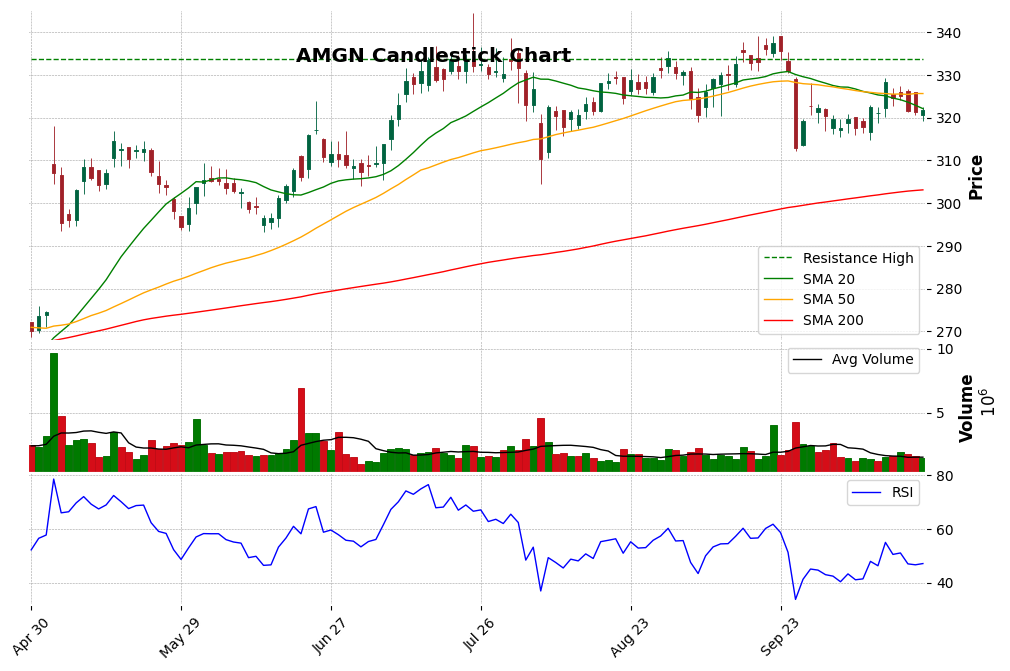 AMGN Candlestick Chart
340
330
320
310
300
290
280
270
Price
Resistance High
SMA 20
SMA 50
SMA 200
10
5
Volume
10^6
Avg Volume
80
60
40
RSI
Apr 30
May 29
Jun 27
Jul 26
Aug 23
Sep 23